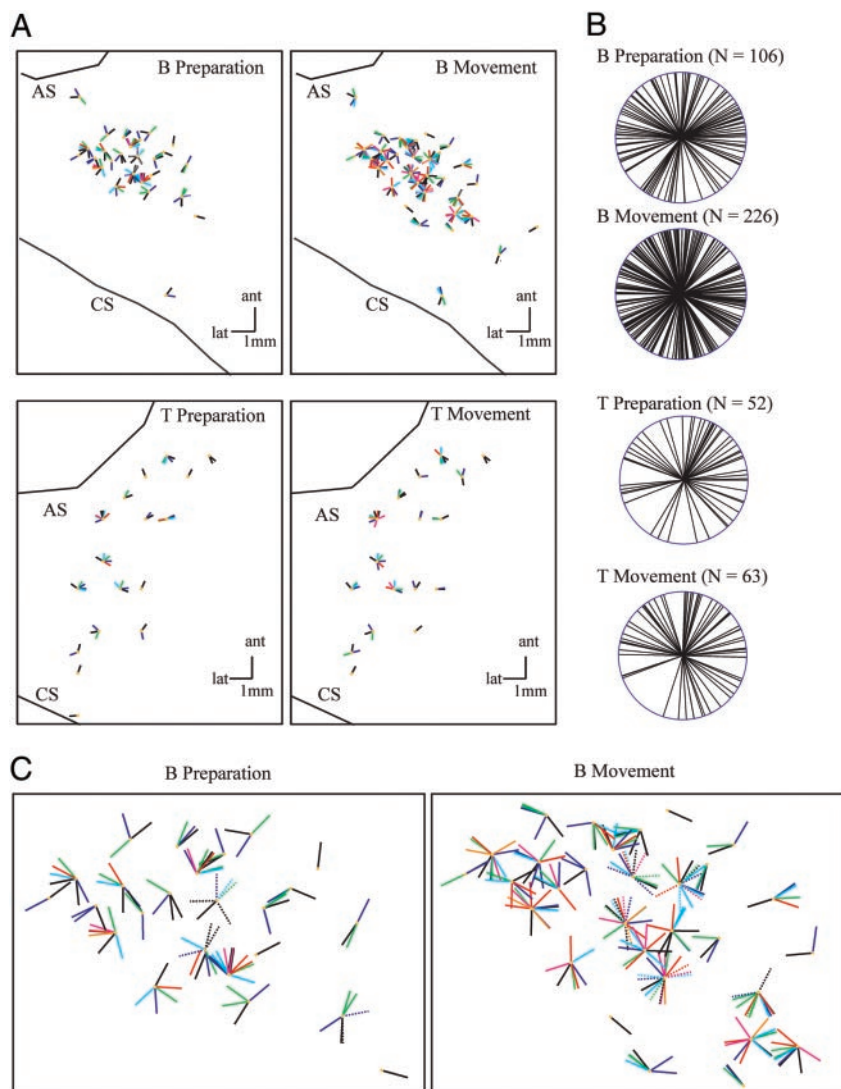 A
B Preparation
AS
CS
ant
lat
1mm
B Movement
AS
CS
ant
lat
1mm
T Preparation
AS
CS
ant
lat
1mm
T Movement
AS
CS
ant
lat
1mm
B
B Preparation (N = 106)
B Movement (N = 226)
T Preparation (N = 52)
T Movement (N = 63)
C
B Preparation
B Movement